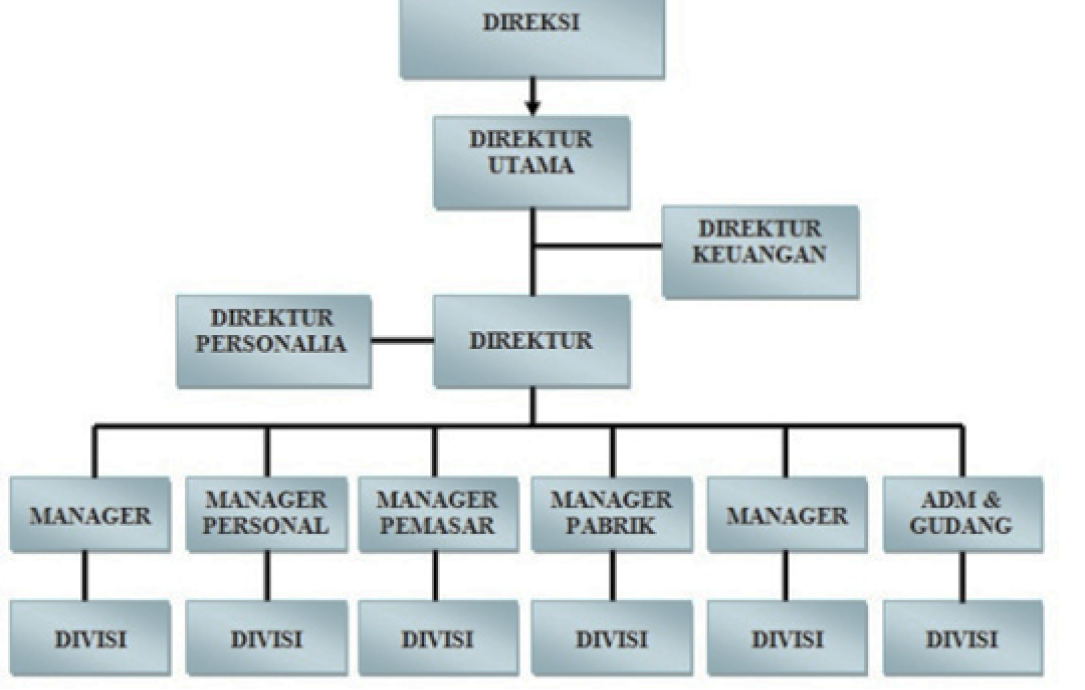 DIREKSI
DIREKTUR
UTAMA
DIREKTUR
KEUANGAN
DIREKTUR
PERSONALIA
DIREKTUR
MANAGER
MANAGER
PERSONAL
MANAGER
PEMASAR
MANAGER
PABRIK
MANAGER
ADM &
GUDANG
DIVISI
DIVISI
DIVISI
DIVISI
DIVISI
DIVISI